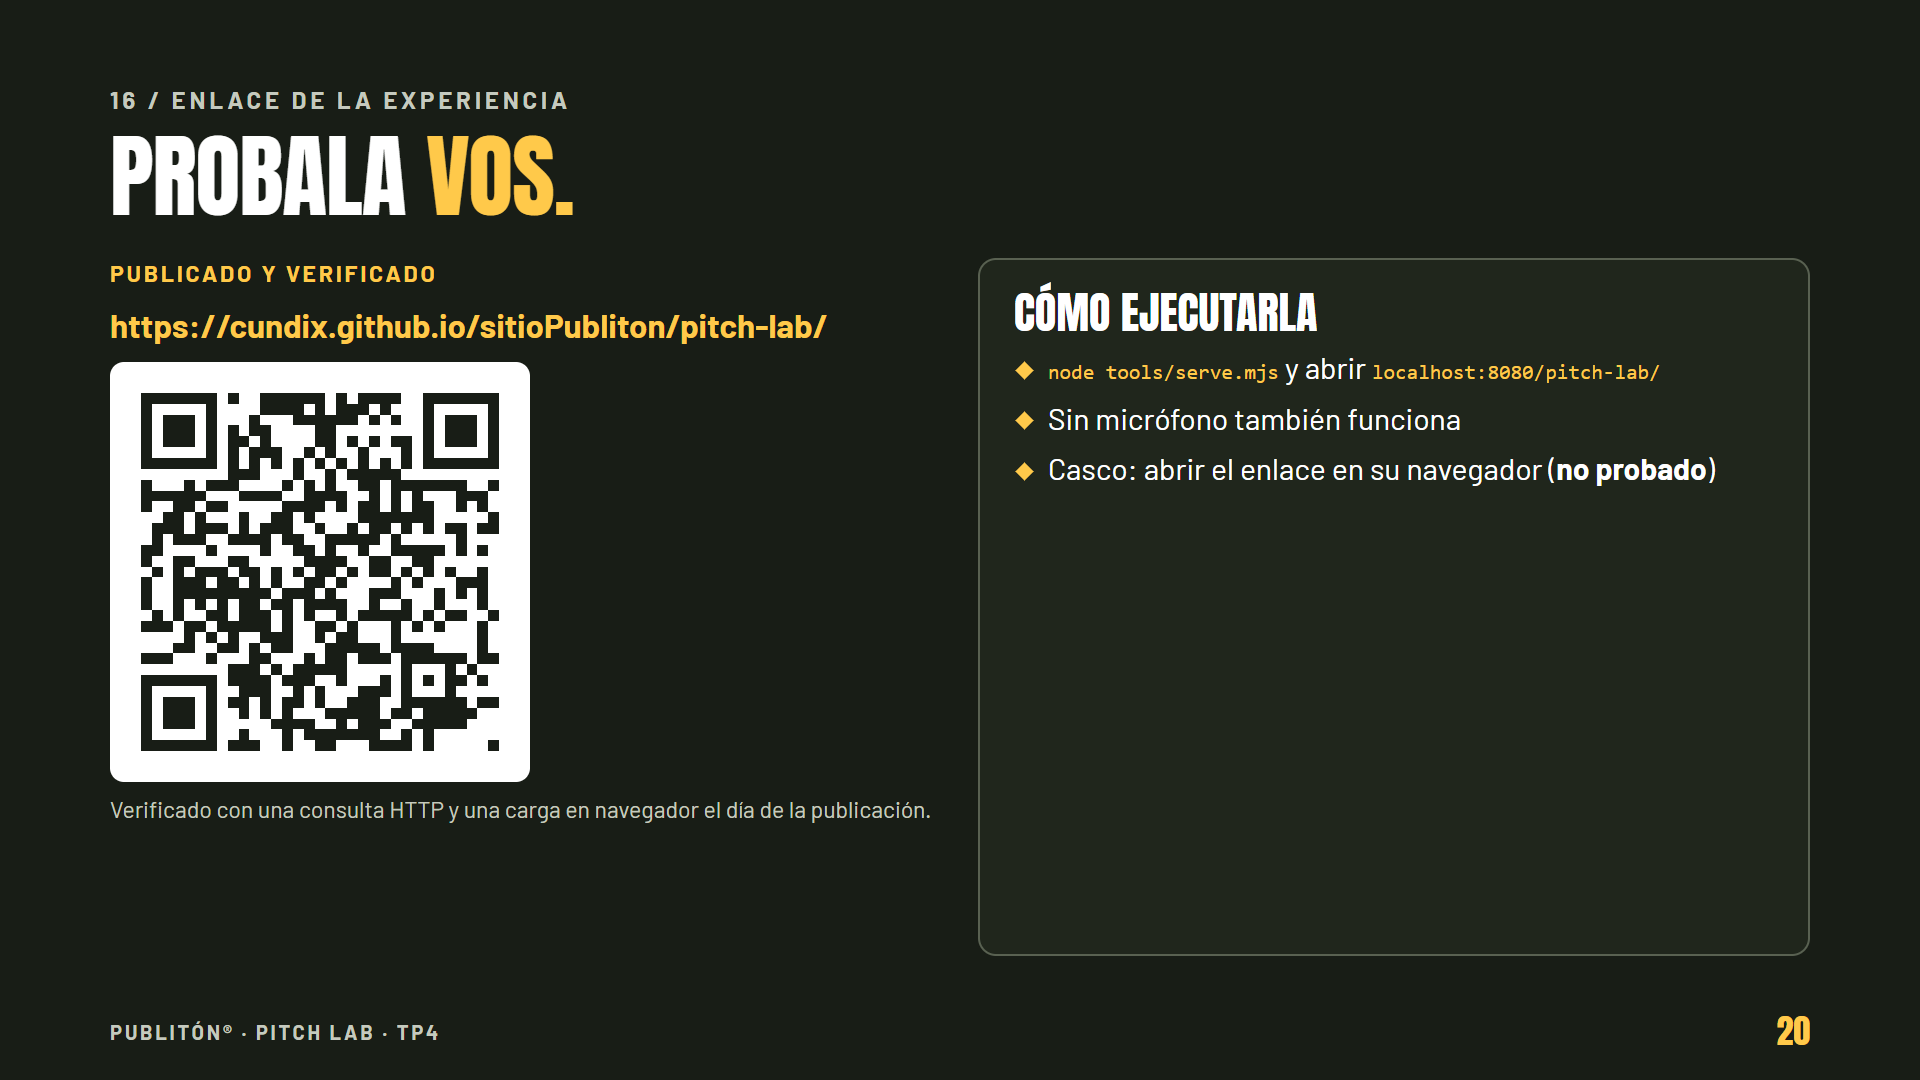 16 / ENLACE DE LA EXPERIENCIA
PROBALA VOS.
PUBLICADO Y VERIFICADO
https://cundix.github.io/sitioPubliton/pitch-lab/
Verificado con una consulta HTTP y una carga en navegador el día de la publicación.
CÓMO EJECUTARLA
node tools/serve.mjs y abrir localhost:8080/pitch-lab/
Sin micrófono también funciona
Casco: abrir el enlace en su navegador (no probado)
PUBLITÓN® · PITCH LAB · TP4
20